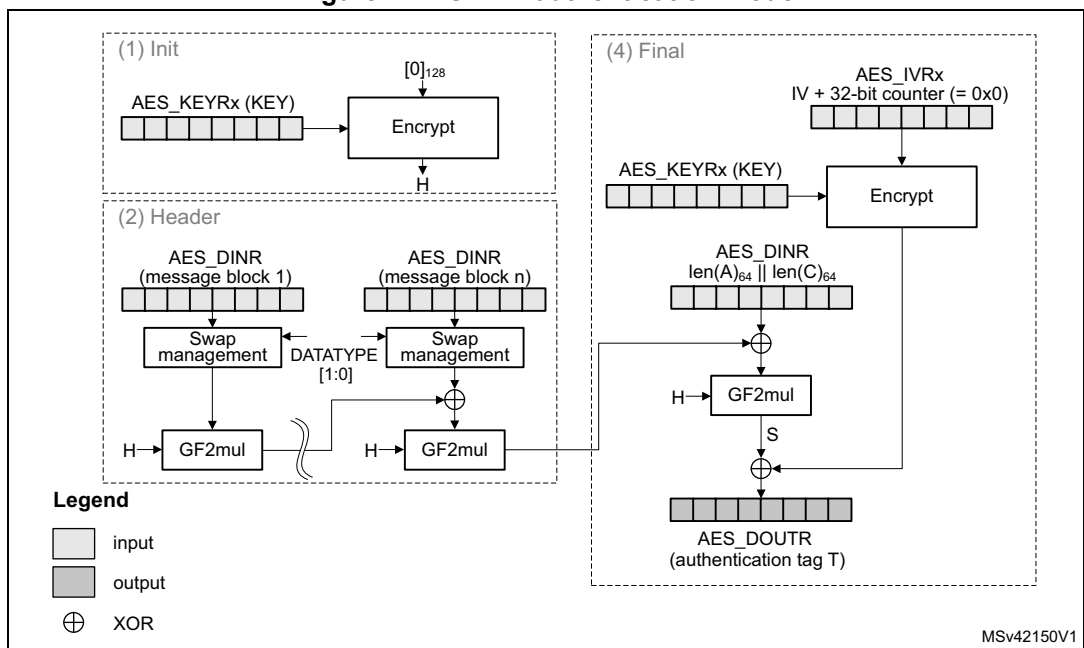 (1) Init
[0]128
AES_KEYRx (KEY)
Encrypt
H
(2) Header
AES_DINR
(message block 1)
AES_DINR
(message block n)
Swap
management
DATATYPE
[1:0]
Swap
management
H
GF2mul
H
GF2mul
(4) Final
AES_IVRx
IV + 32-bit counter (= 0x0)
AES_KEYRx (KEY)
Encrypt
AES_DINR
len(A)64 || len(C)64
H
GF2mul
S
AES_DOUTR
(authentication tag T)
Legend
input
output
XOR
MSv42150V1